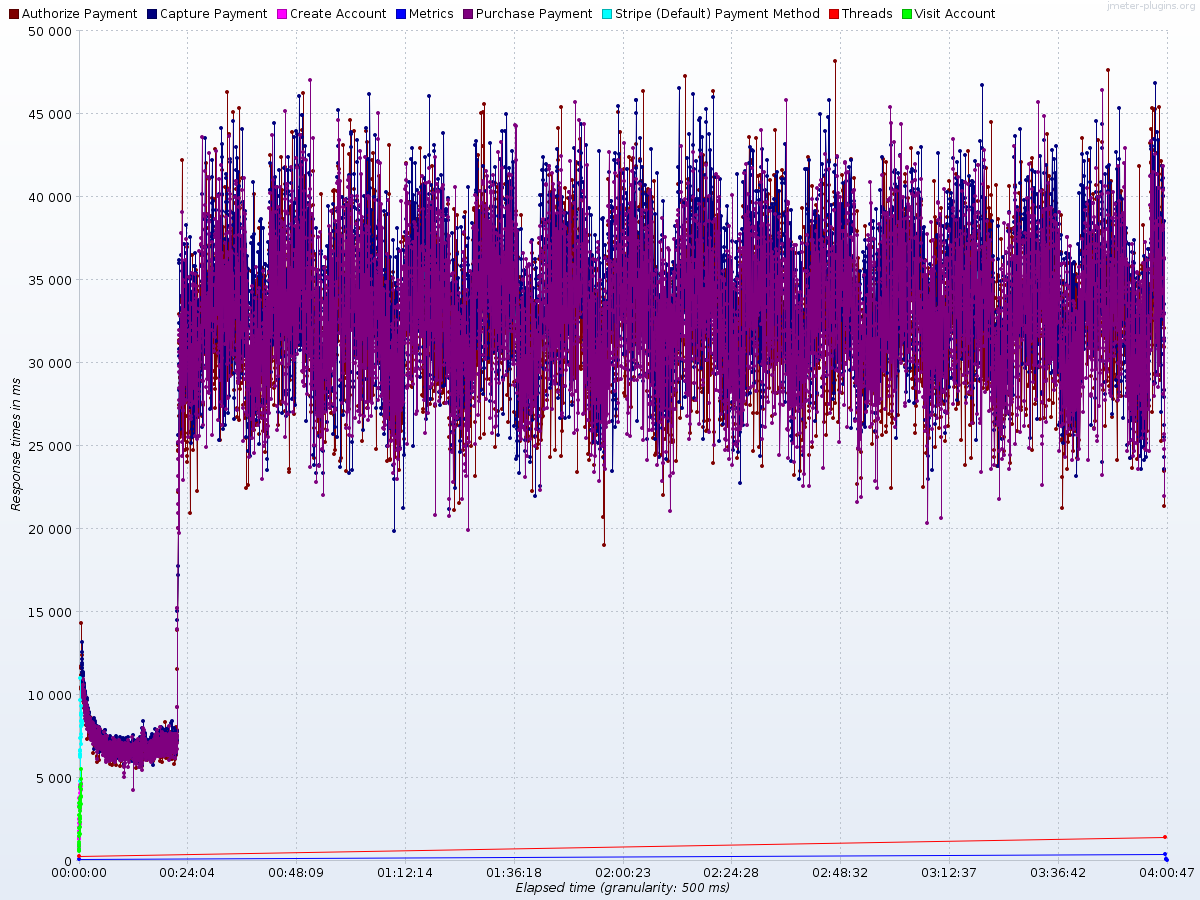 jmeter-plugins.org
Authorize Payment Capture Payment Create Account Metrics Purchase Payment Stripe (Default) Payment Method Threads Visit Account
50 000
45 000
40 000
35 000
30 000
25 000
20 000
15 000
10 000
5 000
0
Response times in ms
00:00:00 00:24:04 00:48:09 01:12:14 01:36:18 02:00:23 02:24:28 02:48:32 03:12:37 03:36:42 04:00:47
Elapsed time (granularity: 500 ms)